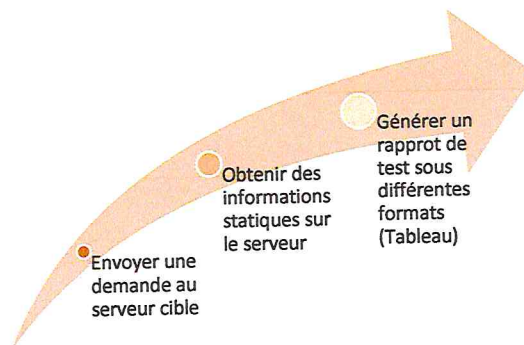 Envoyer une
demande au
serveur cible
Obtenir des
informations
statiques sur
le serveur
Générer un
rapprot de
test sous
différentes
formats
(Tableau)